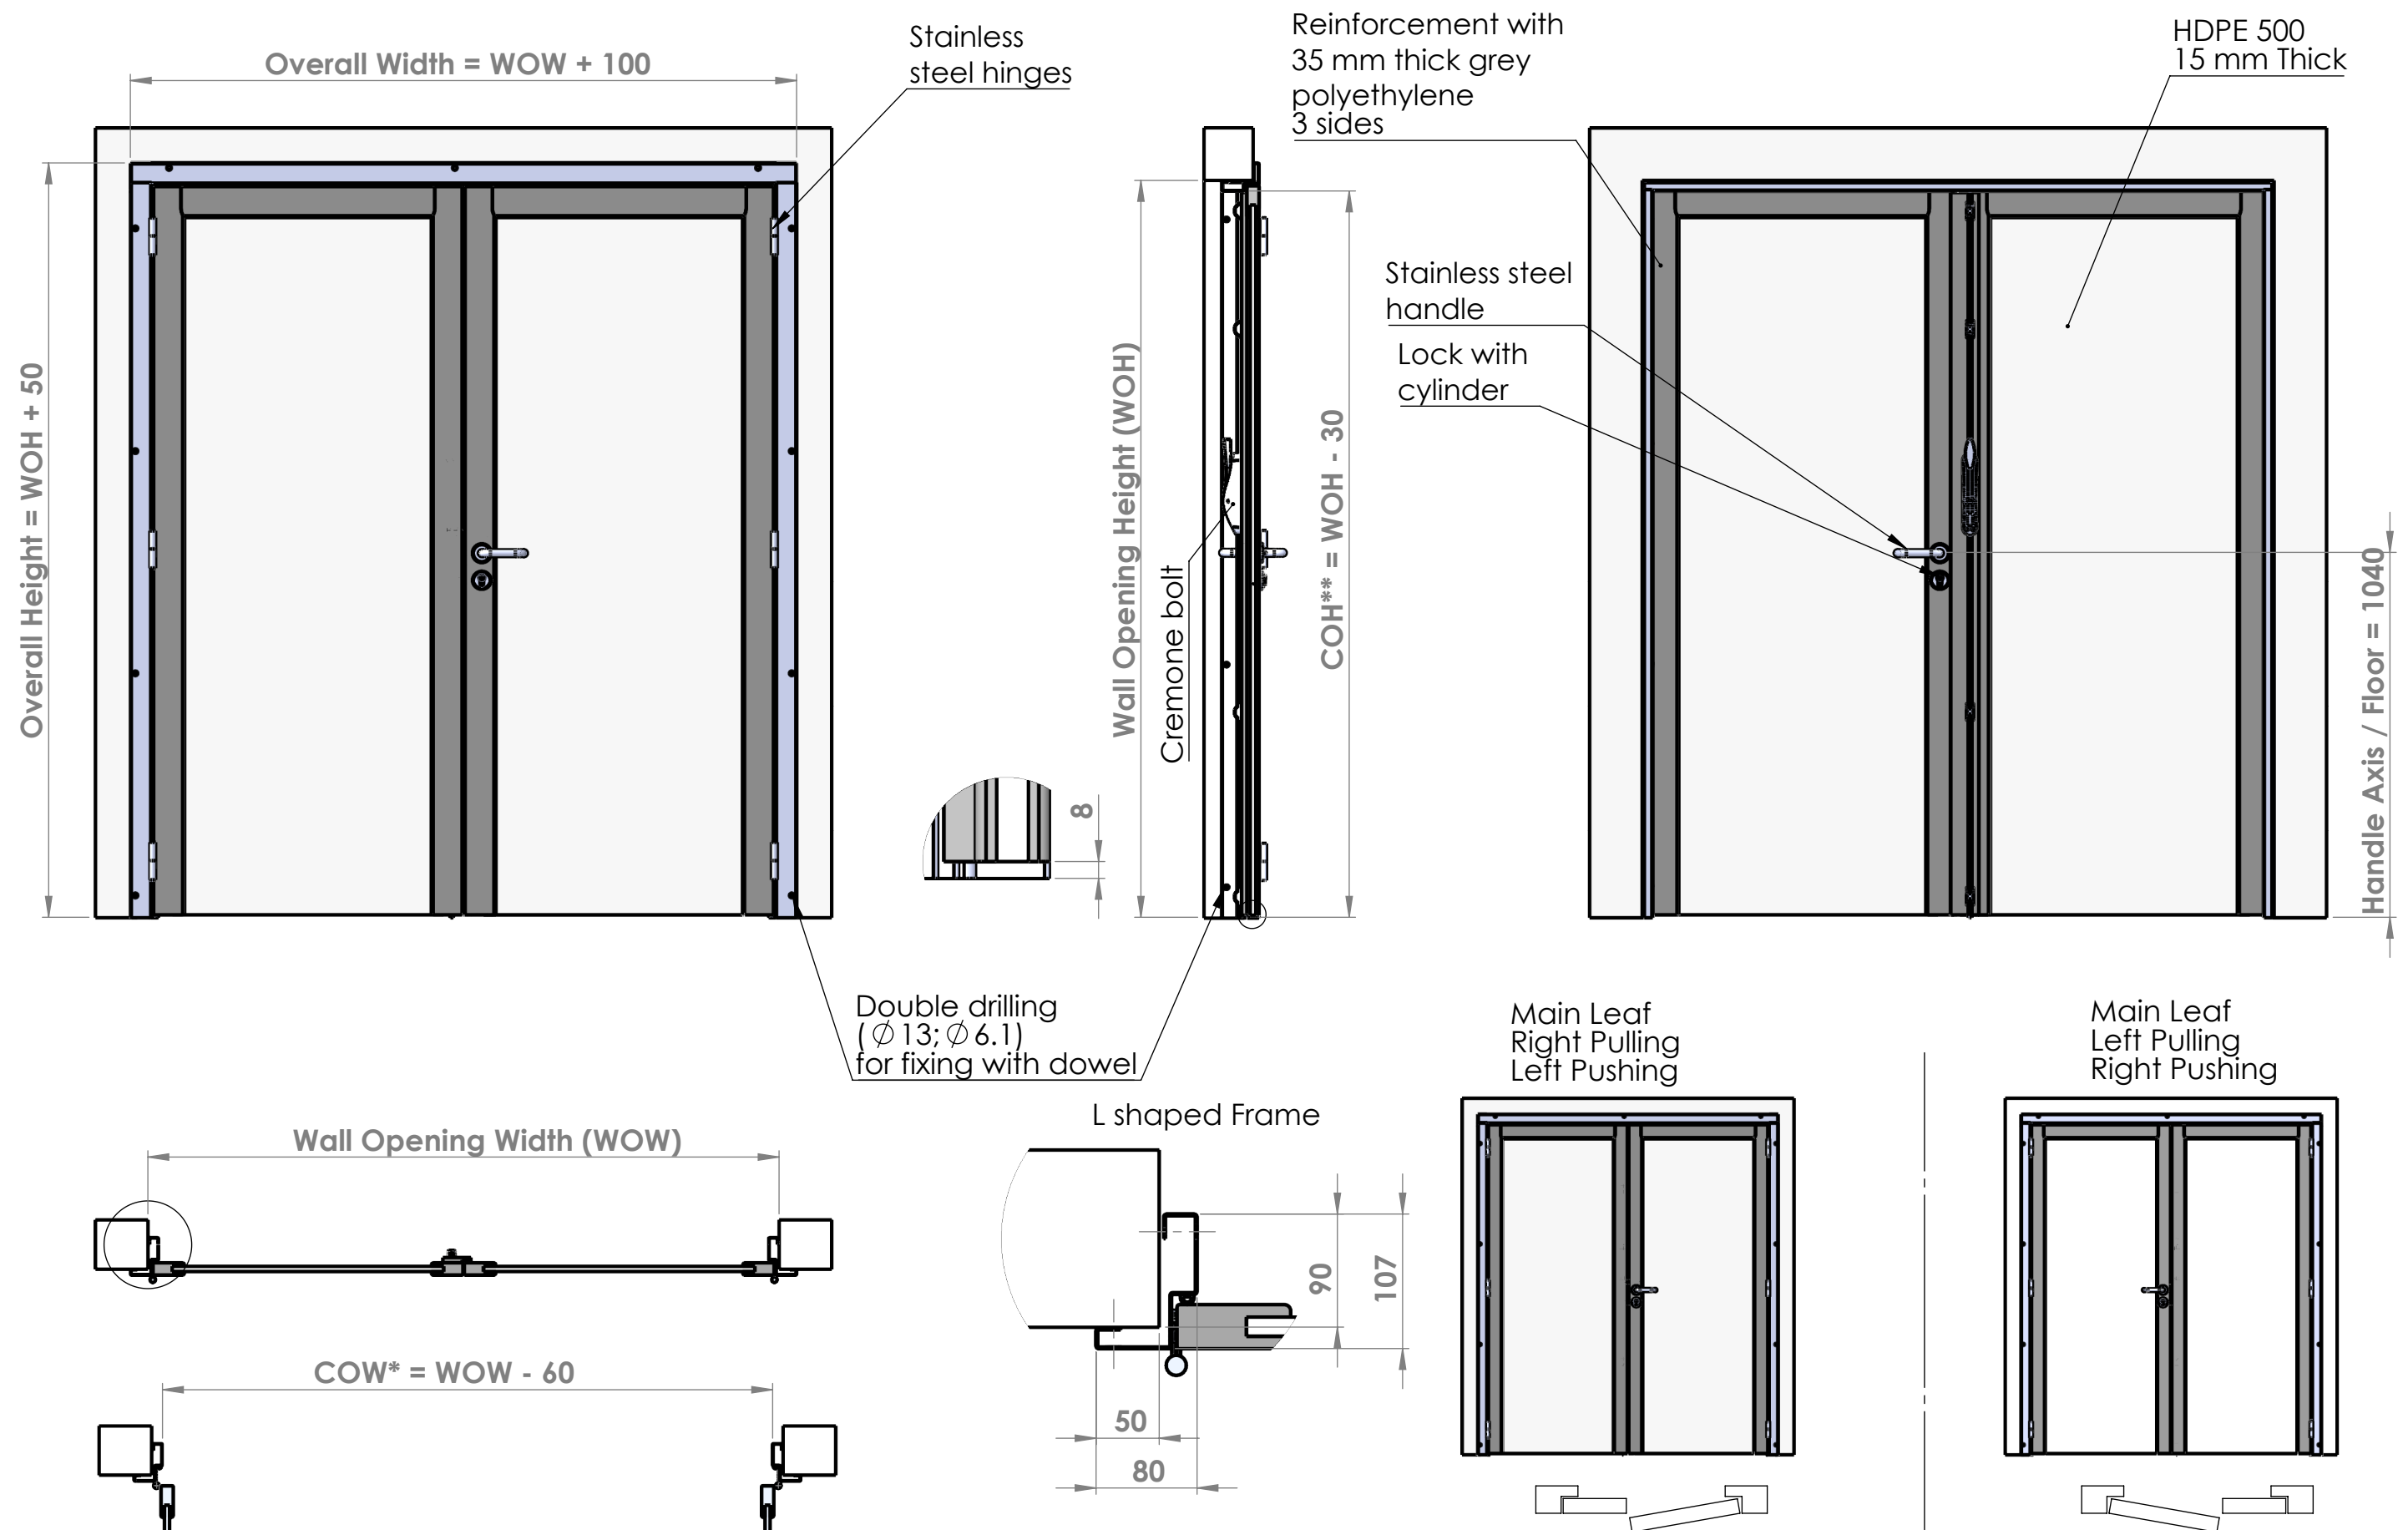 Overall Width = WOW + 100
Stainless
steel hinges
Reinforcement with
35 mm thick grey
polyethylene
3 sides
HDPE 500
15 mm Thick
Overall Height = WOH + 50
Wall Opening Height (WOH)
Cremone bolt
COH** = WOH - 30
Stainless steel
handle
Lock with
cylinder
Handle Axis / Floor = 1040
8
Double drilling
(Ø13; Ø6.1)
for fixing with dowel
Wall Opening Width (WOW)
COW* = WOW - 60
L shaped Frame
90
107
50
80
Main Leaf
Right Pulling
Left Pushing
Main Leaf
Left Pulling
Right Pushing